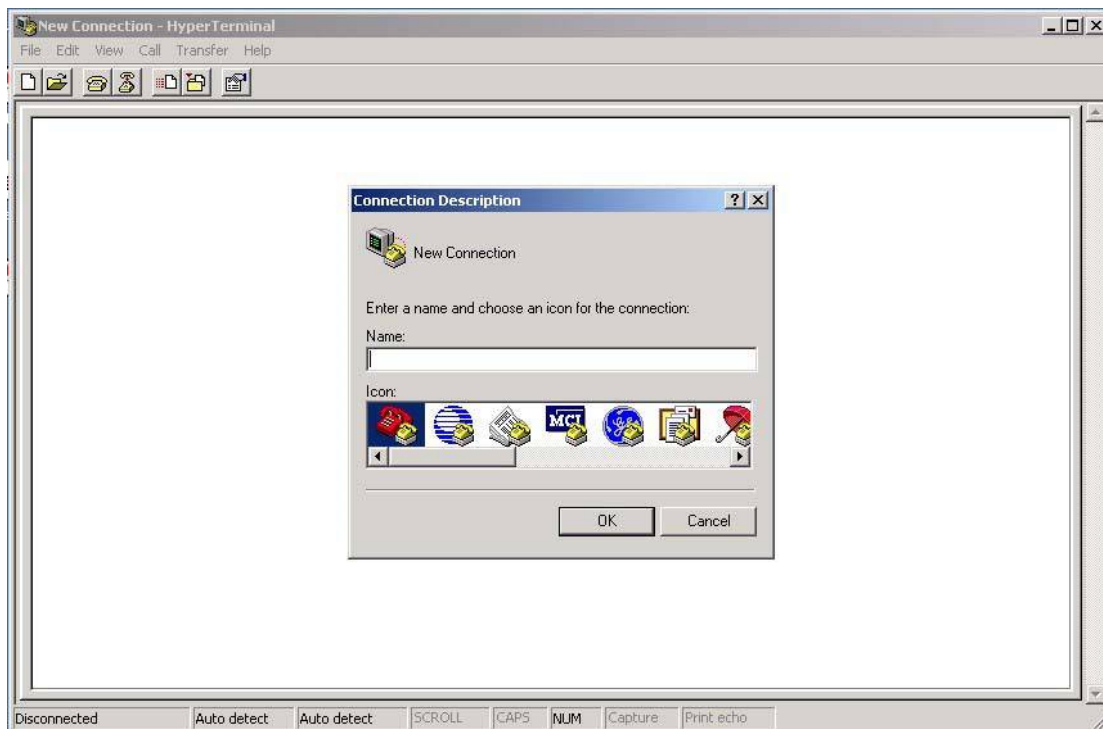 New Connection - HyperTerminal
File Edit View Call Transfer Help
Connection Description
New Connection
Enter a name and choose an icon for the connection:
Name:
Icon:
MCI
OK Cancel
Disconnected Auto detect Auto detect SCROLL CAPS NUM Capture Print echo